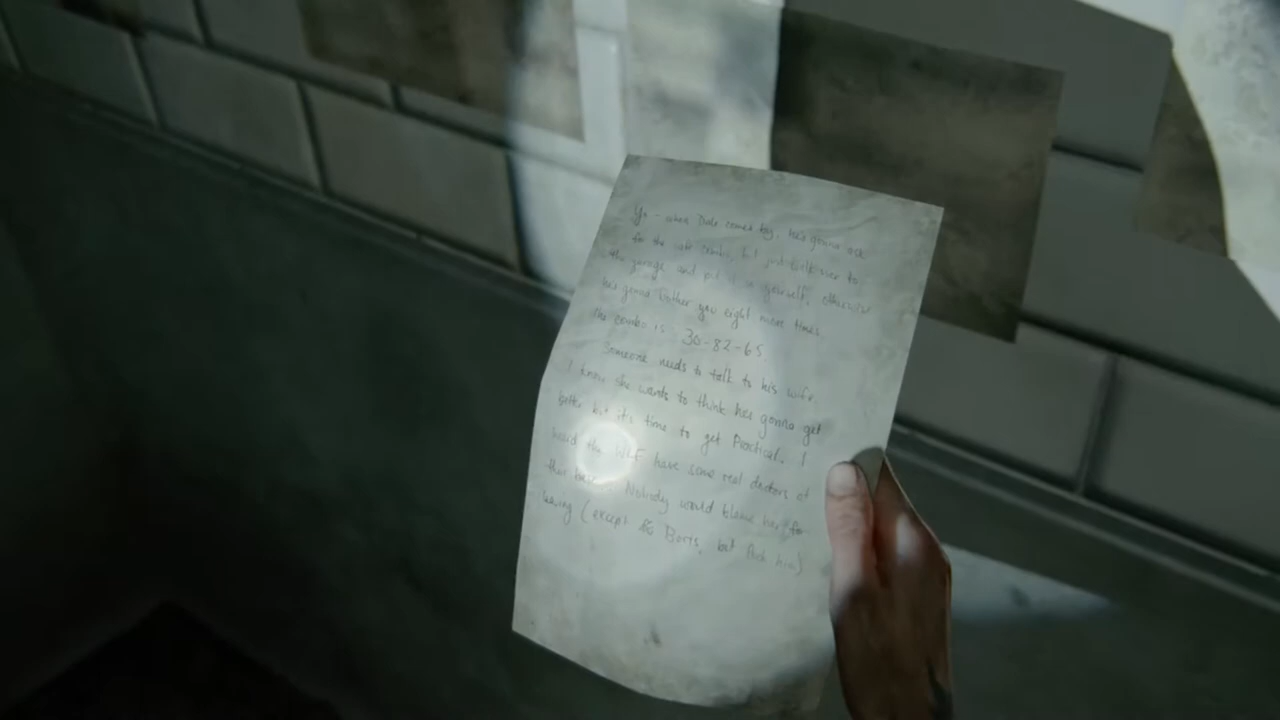 Yo - when Dale comes by, he's gonna ask
for the safe combo, but just walk over to
the garage and put it in yourself, otherwise
he's gonna bother you eight more times.
the combo is: 30-82-65
Someone needs to talk to his wife.
I know she wants to think he's gonna get
better but it's time to get Practical. I
heard the WLF have some real doctors at
their base. Nobody would blame her for
leaving (except Boris, but him)